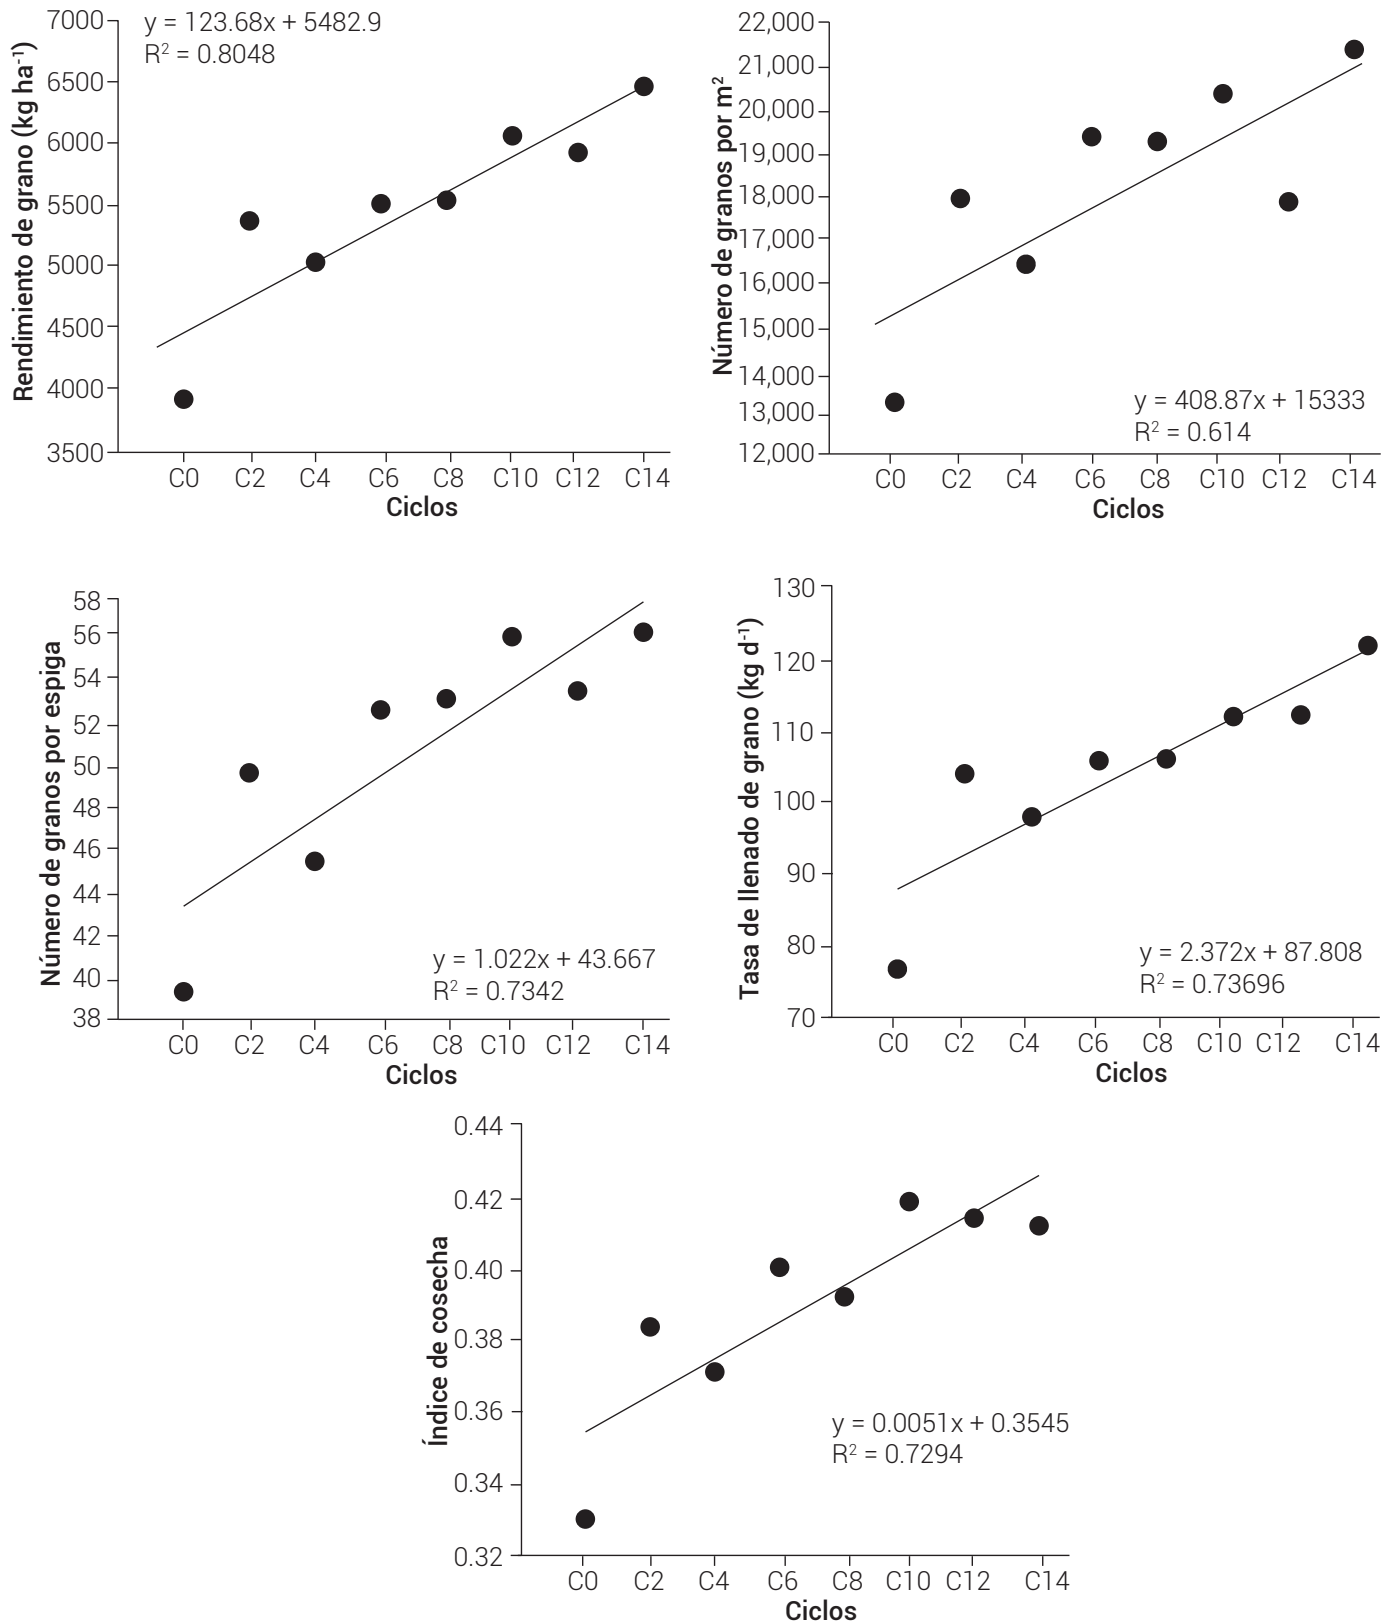 Rendimiento de grano (kg ha⁻¹)
7000
6500
6000
5500
5000
4500
4000
3500
y = 123.68x + 5482.9
R² = 0.8048
C0 C2 C4 C6 C8 C10 C12 C14
Ciclos
Número de granos por m²
22,000
21,000
20,000
19,000
18,000
17,000
16,000
15,000
14,000
13,000
12,000
y = 408.87x + 15333
R² = 0.614
C0 C2 C4 C6 C8 C10 C12 C14
Ciclos
Número de granos por espiga
58
56
54
52
50
48
46
44
42
40
38
y = 1.022x + 43.667
R² = 0.7342
C0 C2 C4 C6 C8 C10 C12 C14
Ciclos
Tasa de llenado de grano (kg d⁻¹)
130
120
110
100
90
80
70
y = 2.372x + 87.808
R² = 0.73696
C0 C2 C4 C6 C8 C10 C12 C14
Ciclos
Índice de cosecha
0.44
0.42
0.40
0.38
0.36
0.34
0.32
y = 0.0051x + 0.3545
R² = 0.7294
C0 C2 C4 C6 C8 C10 C12 C14
Ciclos